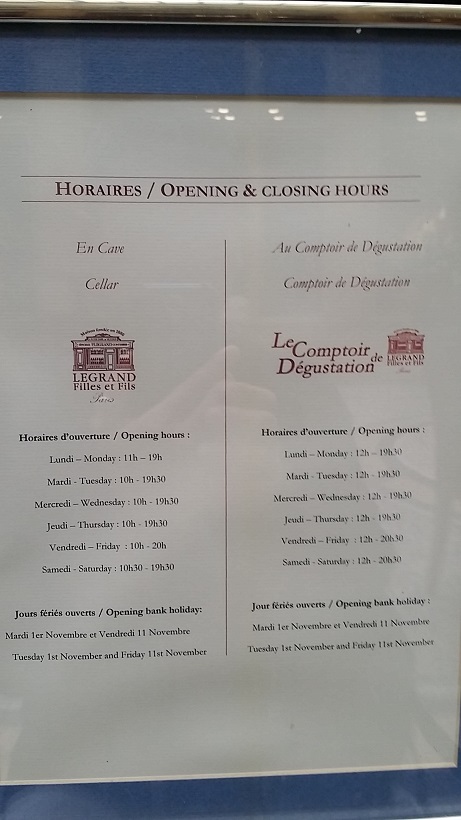 HORAIRES / OPENING & CLOSING HOURS
En Cave
Cellar
LEGRAND
Filles et Fils
Paris
Horaires d'ouverture / Opening hours :
Lundi – Monday : 11h – 19h
Mardi - Tuesday : 10h - 19h30
Mercredi – Wednesday : 10h - 19h30
Jeudi – Thursday : 10h - 19h30
Vendredi – Friday : 10h - 20h
Samedi - Saturday : 10h30 - 19h30
Jours fériés ouverts / Opening bank holiday:
Mardi 1er Novembre et Vendredi 11 Novembre
Tuesday 1st November and Friday 11st November
Au Comptoir de Dégustation
Comptoir de Dégustation
Le Comptoir de Dégustation
LEGRAND
Filles et Fils
Horaires d'ouverture / Opening hours :
Lundi – Monday : 12h – 19h30
Mardi - Tuesday : 12h - 19h30
Mercredi – Wednesday : 12h - 19h30
Jeudi – Thursday : 12h - 19h30
Vendredi – Friday : 12h - 20h30
Samedi - Saturday : 12h - 20h30
Jour fériés ouverts / Opening bank holiday :
Mardi 1er Novembre et Vendredi 11 Novembre
Tuesday 1st November and Friday 11st November